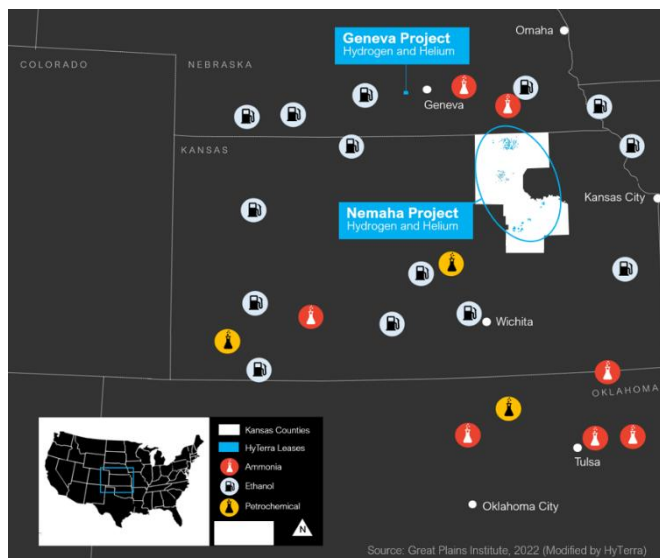 Geneva Project
Hydrogen and Helium
Omaha
COLORADO
NEBRASKA
Geneva
KANSAS
Kansas City
Nemaha Project
Hydrogen and Helium
Wichita
OKLAHOMA
Kansas Counties
HyTerra Leases
Ammonia
Ethanol
Petrochemical
N
Tulsa
Oklahoma City
Source: Great Plains Institute, 2022 (Modified by HyTerra)